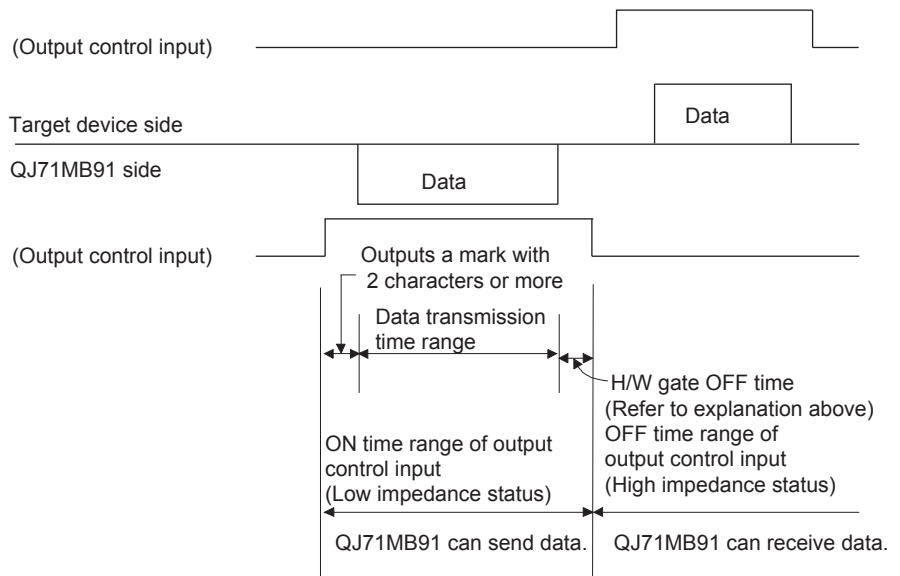 (Output control input)
Data
Target device side
QJ71MB91 side
Data
(Output control input)
Outputs a mark with
2 characters or more
Data transmission
time range
H/W gate OFF time
(Refer to explanation above)
OFF time range of
output control input
(High impedance status)
ON time range of output
control input
(Low impedance status)
QJ71MB91 can send data.
QJ71MB91 can receive data.